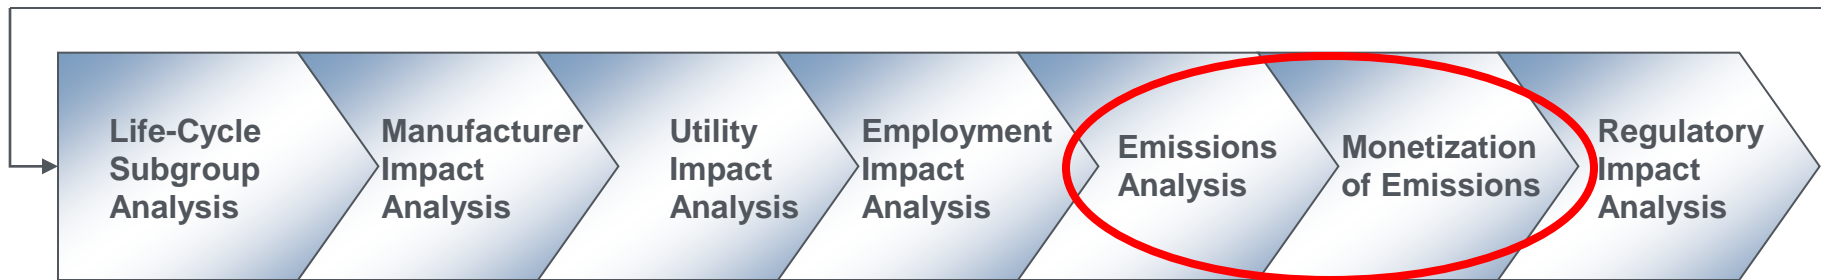 Life-Cycle
Subgroup
Analysis
Manufacturer
Impact
Analysis
Utility
Impact
Analysis
Employment
Impact
Analysis
Emissions
Analysis
Monetization
of Emissions
Regulatory
Impact
Analysis